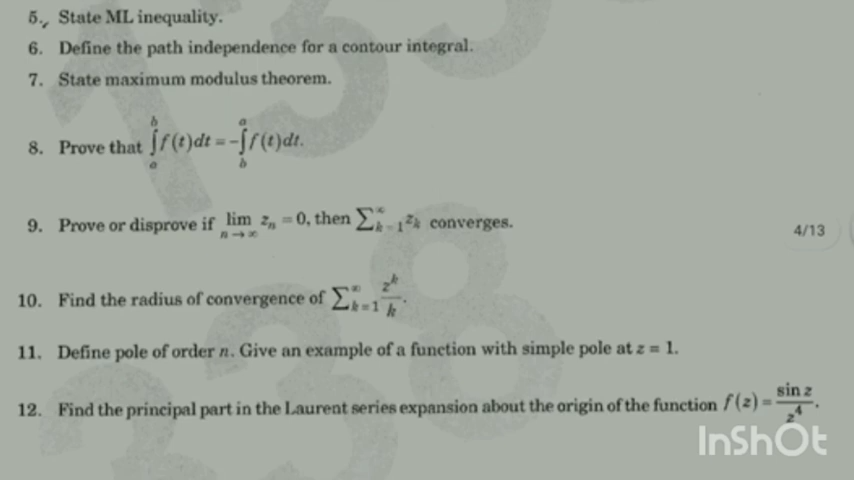 5. State ML inequality.
6. Define the path independence for a contour integral.
7. State maximum modulus theorem.
8. Prove that ∫_a^b f(t)dt = -∫_b^a f(t)dt.
9. Prove or disprove if lim_{n→∞} z_n = 0, then ∑_{k=1}^∞ z_k converges.
4/13
10. Find the radius of convergence of ∑_{k=1}^∞ z^k/k.
11. Define pole of order n. Give an example of a function with simple pole at z = 1.
12. Find the principal part in the Laurent series expansion about the origin of the function f(z) = sin z/z^4.
InShOt